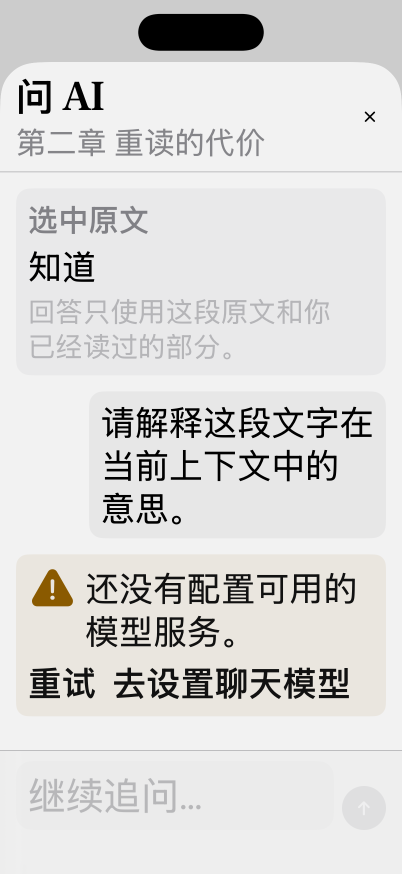 问 AI
第二章 重读的代价
×
选中原文
知道
回答只使用这段原文和你
已经读过的部分。
请解释这段文字在
当前上下文中的
意思。
还没有配置可用的
模型服务。
重试 去设置聊天模型
继续追问...